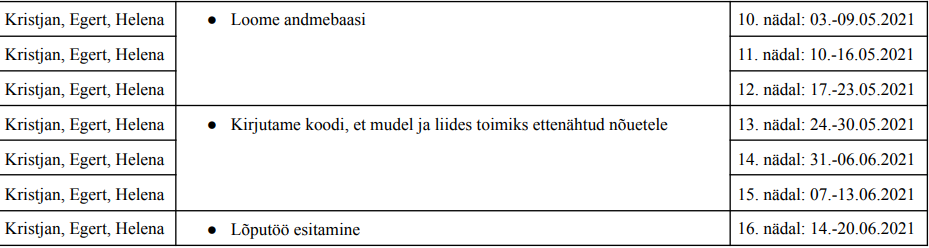 Kristjan, Egert, Helena ● Loome andmebaasi 10. nädal: 03.-09.05.2021
Kristjan, Egert, Helena 11. nädal: 10.-16.05.2021
Kristjan, Egert, Helena 12. nädal: 17.-23.05.2021
Kristjan, Egert, Helena ● Kirjutame koodi, et mudel ja liides toimiks ettenähtud nõuetele 13. nädal: 24.-30.05.2021
Kristjan, Egert, Helena 14. nädal: 31.-06.06.2021
Kristjan, Egert, Helena 15. nädal: 07.-13.06.2021
Kristjan, Egert, Helena ● Lõputöö esitamine 16. nädal: 14.-20.06.2021